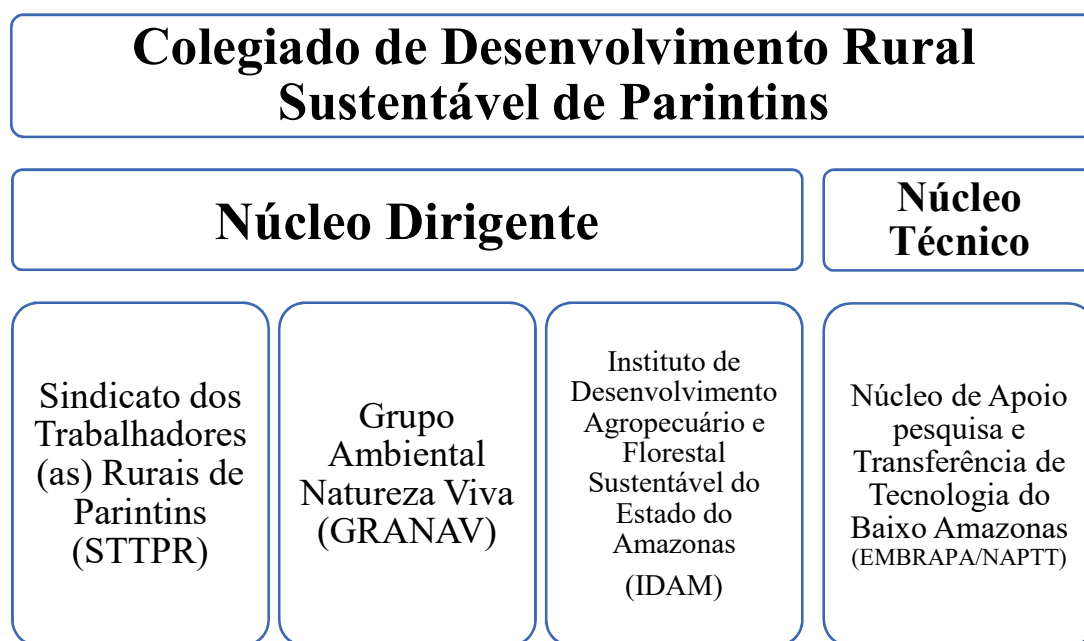 Colegiado de Desenvolvimento Rural
Sustentável de Parintins
Núcleo Dirigente
Núcleo
Técnico
Sindicato dos
Trabalhadores
(as) Rurais de
Parintins
(STTPR)
Grupo
Ambiental
Natureza Viva
(GRANAV)
Instituto de
Desenvolvimento
Agropecuário e
Florestal
Sustentável do
Estado do
Amazonas
(IDAM)
Núcleo de Apoio
pesquisa e
Transferência de
Tecnologia do
Baixo Amazonas
(EMBRAPA/NAPTT)